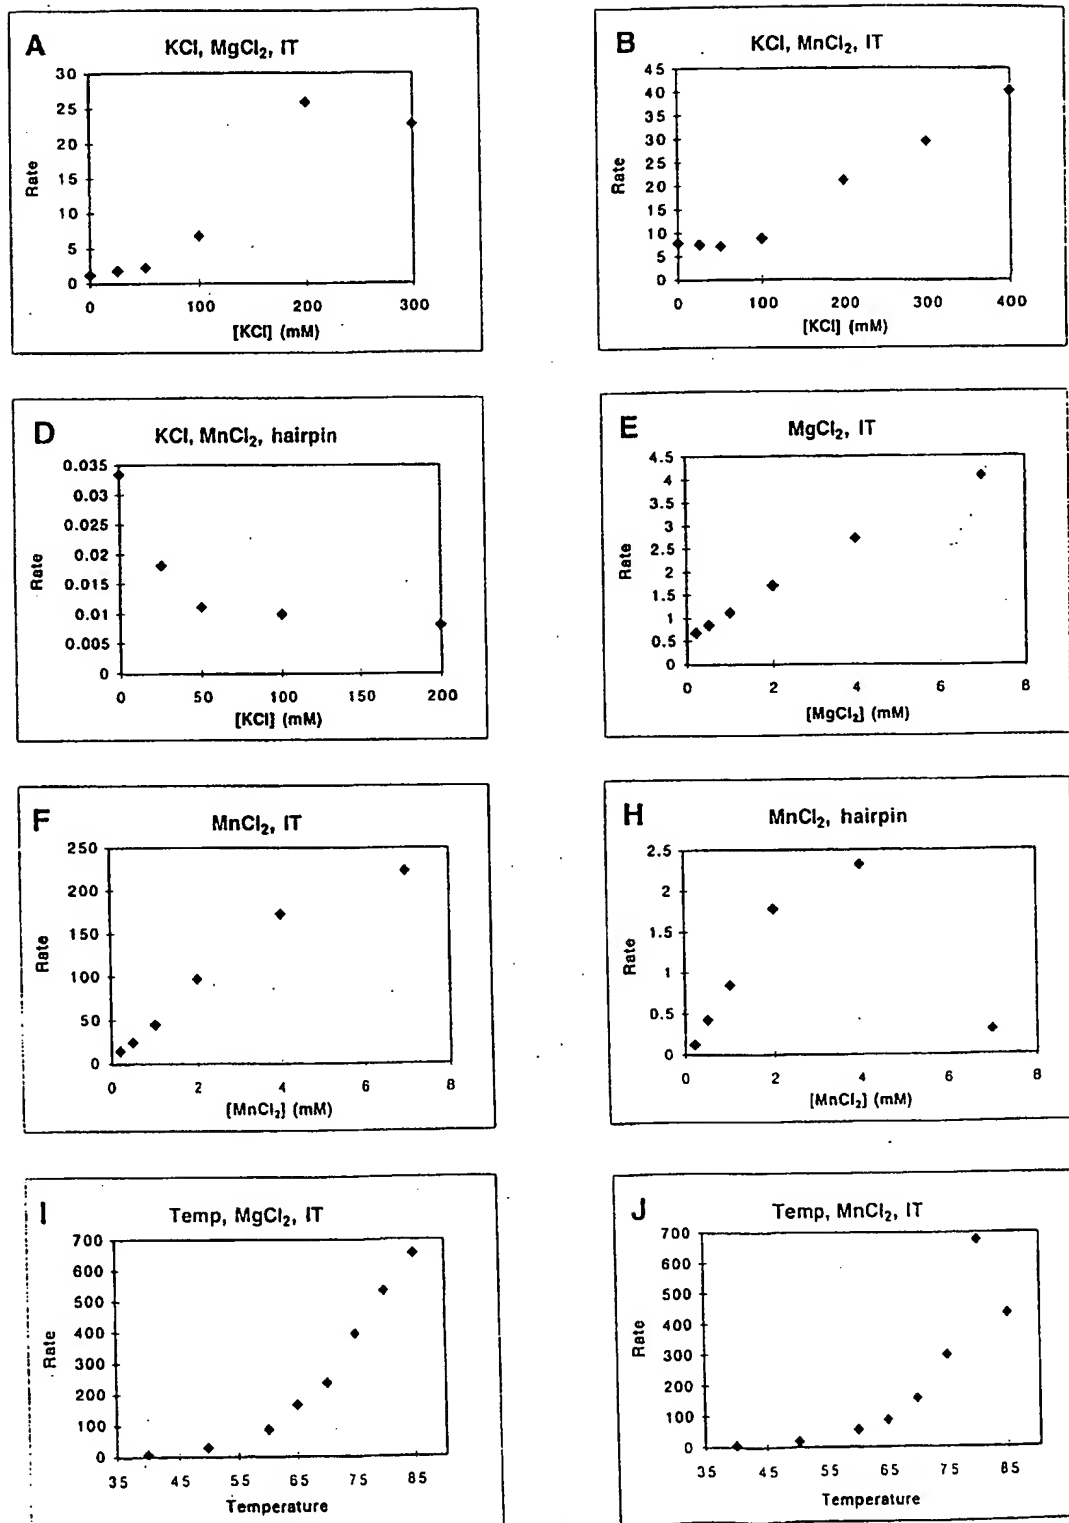 A
KCl, MgCl₂, IT
30
25
20
15
10
5
0
Rate
0 100 200 300
[KCl] (mM)
B
KCl, MnCl₂, IT
45
40
35
30
25
20
15
10
5
0
Rate
0 100 200 300 400
[KCl] (mM)
D
KCl, MnCl₂, hairpin
0.035
0.03
0.025
0.02
0.015
0.01
0.005
0
Rate
0 50 100 150 200
[KCl] (mM)
E
MgCl₂, IT
4.5
4
3.5
3
2.5
2
1.5
1
0.5
0
Rate
0 2 4 6 8
[MgCl₂] (mM)
F
MnCl₂, IT
250
200
150
100
50
0
Rate
0 2 4 6 8
[MnCl₂] (mM)
H
MnCl₂, hairpin
2.5
2
1.5
1
0.5
0
Rate
0 2 4 6 8
[MnCl₂] (mM)
I
Temp, MgCl₂, IT
700
600
500
400
300
200
100
0
Rate
35 45 55 65 75 85
Temperature
J
Temp, MnCl₂, IT
700
600
500
400
300
200
100
0
Rate
35 45 55 65 75 85
Temperature